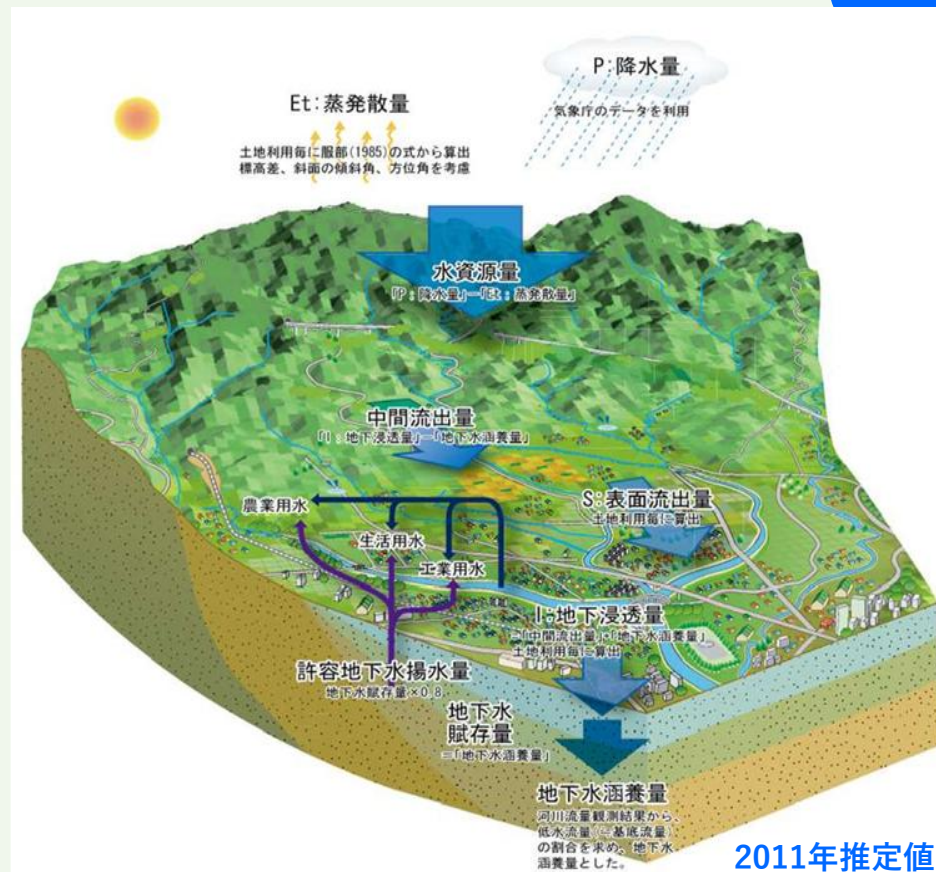 P:降水量
気象庁のデータを利用
Et:蒸発散量
土地利用毎に服部(1985)の式から算出
標高差、斜面の傾斜角、方位角を考慮
水資源量
「P:降水量」－「Et:蒸発散量」
中間流出量
「I:地下浸透量」－「地下水涵養量」
S:表面流出量
土地利用毎に算出
農業用水
生活用水
工業用水
I:地下浸透量
=「中間流出量」+「地下水涵養量」
土地利用毎に算出
許容地下水揚水量
地下水賦存量×0.8
地下水
賦存量
=「地下水涵養量」
地下水涵養量
河川流量観測結果から、
低水流量(=基底流量)
の割合を求め、地下水
涵養量とした。
2011年推定値